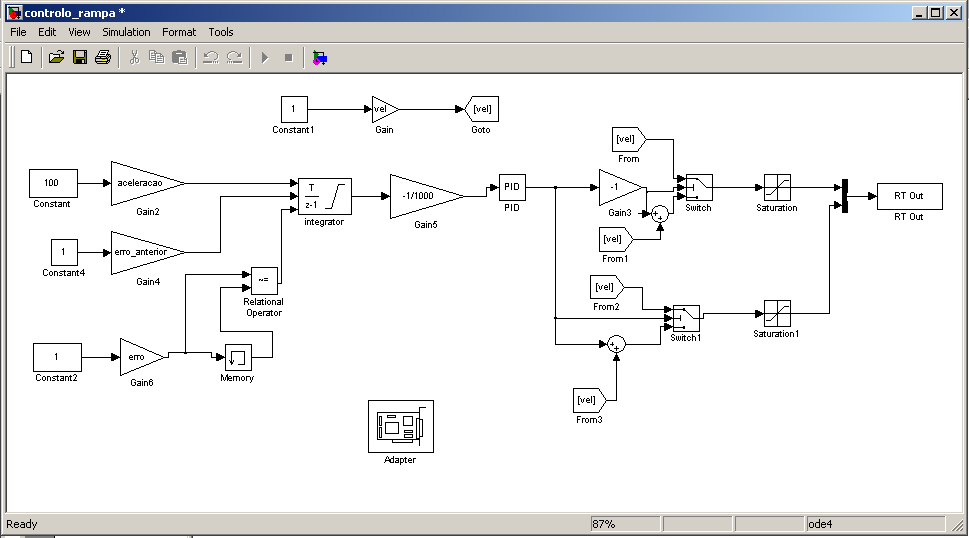 controlo_rampa *
File Edit View Simulation Format Tools
1
Constant1
vel
Gain
[vel]
Goto
100
Constant
aceleracao
Gain2
1
Constant4
erro_anterior
Gain4
T
z-1
integrator
-1/1000
Gain5
PID
PID
[vel]
From
-1
Gain3
[vel]
From1
Switch
Saturation
RT Out
RT Out
~=
Relational
Operator
[vel]
From2
Switch1
Saturation1
1
Constant2
erro
Gain6
Memory
[vel]
From3
Adapter
Ready 87% ode4